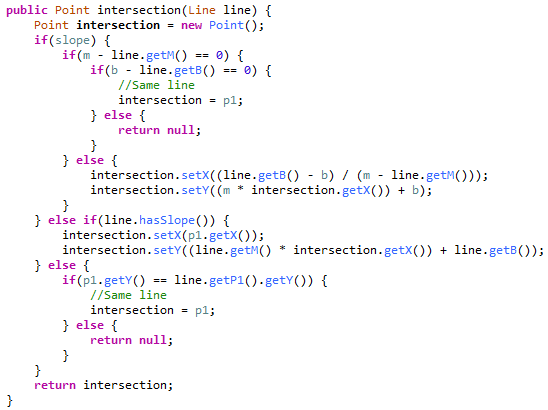 public Point intersection(Line line) {
    Point intersection = new Point();
    if(slope) {
        if(m - line.getM() == 0) {
            if(b - line.getB() == 0) {
                //Same line
                intersection = p1;
            } else {
                return null;
            }
        } else {
            intersection.setX((line.getB() - b) / (m - line.getM()));
            intersection.setY((m * intersection.getX()) + b);
        }
    } else if(line.hasSlope()) {
        intersection.setX(p1.getX());
        intersection.setY((line.getM() * intersection.getX()) + line.getB());
    } else {
        if(p1.getY() == line.getP1().getY()) {
            //Same line
            intersection = p1;
        } else {
            return null;
        }
    }
    return intersection;
}